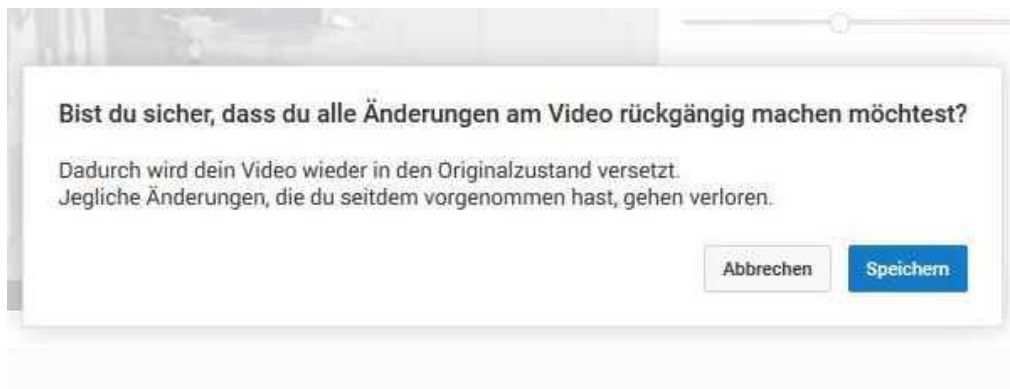 Bist du sicher, dass du alle Änderungen am Video rückgängig machen möchtest?
Dadurch wird dein Video wieder in den Originalzustand versetzt.
Jegliche Änderungen, die du seitdem vorgenommen hast, gehen verloren.
Abbrechen Speichern